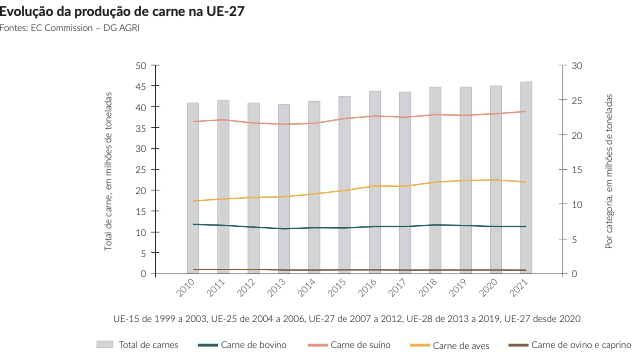 Evolução da produção de carne na UE-27
Fontes: EC Commission – DG AGRI
Total de carne, em milhões de toneladas
50
45
40
35
30
25
20
15
10
5
0
30
25
20
15
10
5
0
Por categoria, em milhões de toneladas
2010 2011 2012 2013 2014 2015 2016 2017 2018 2019 2020 2021
UE-15 de 1999 a 2003, UE-25 de 2004 a 2006, UE-27 de 2007 a 2012, UE-28 de 2013 a 2019, UE-27 desde 2020
Total de carnes Carne de bovino Carne de suíno Carne de aves Carne de ovino e caprino